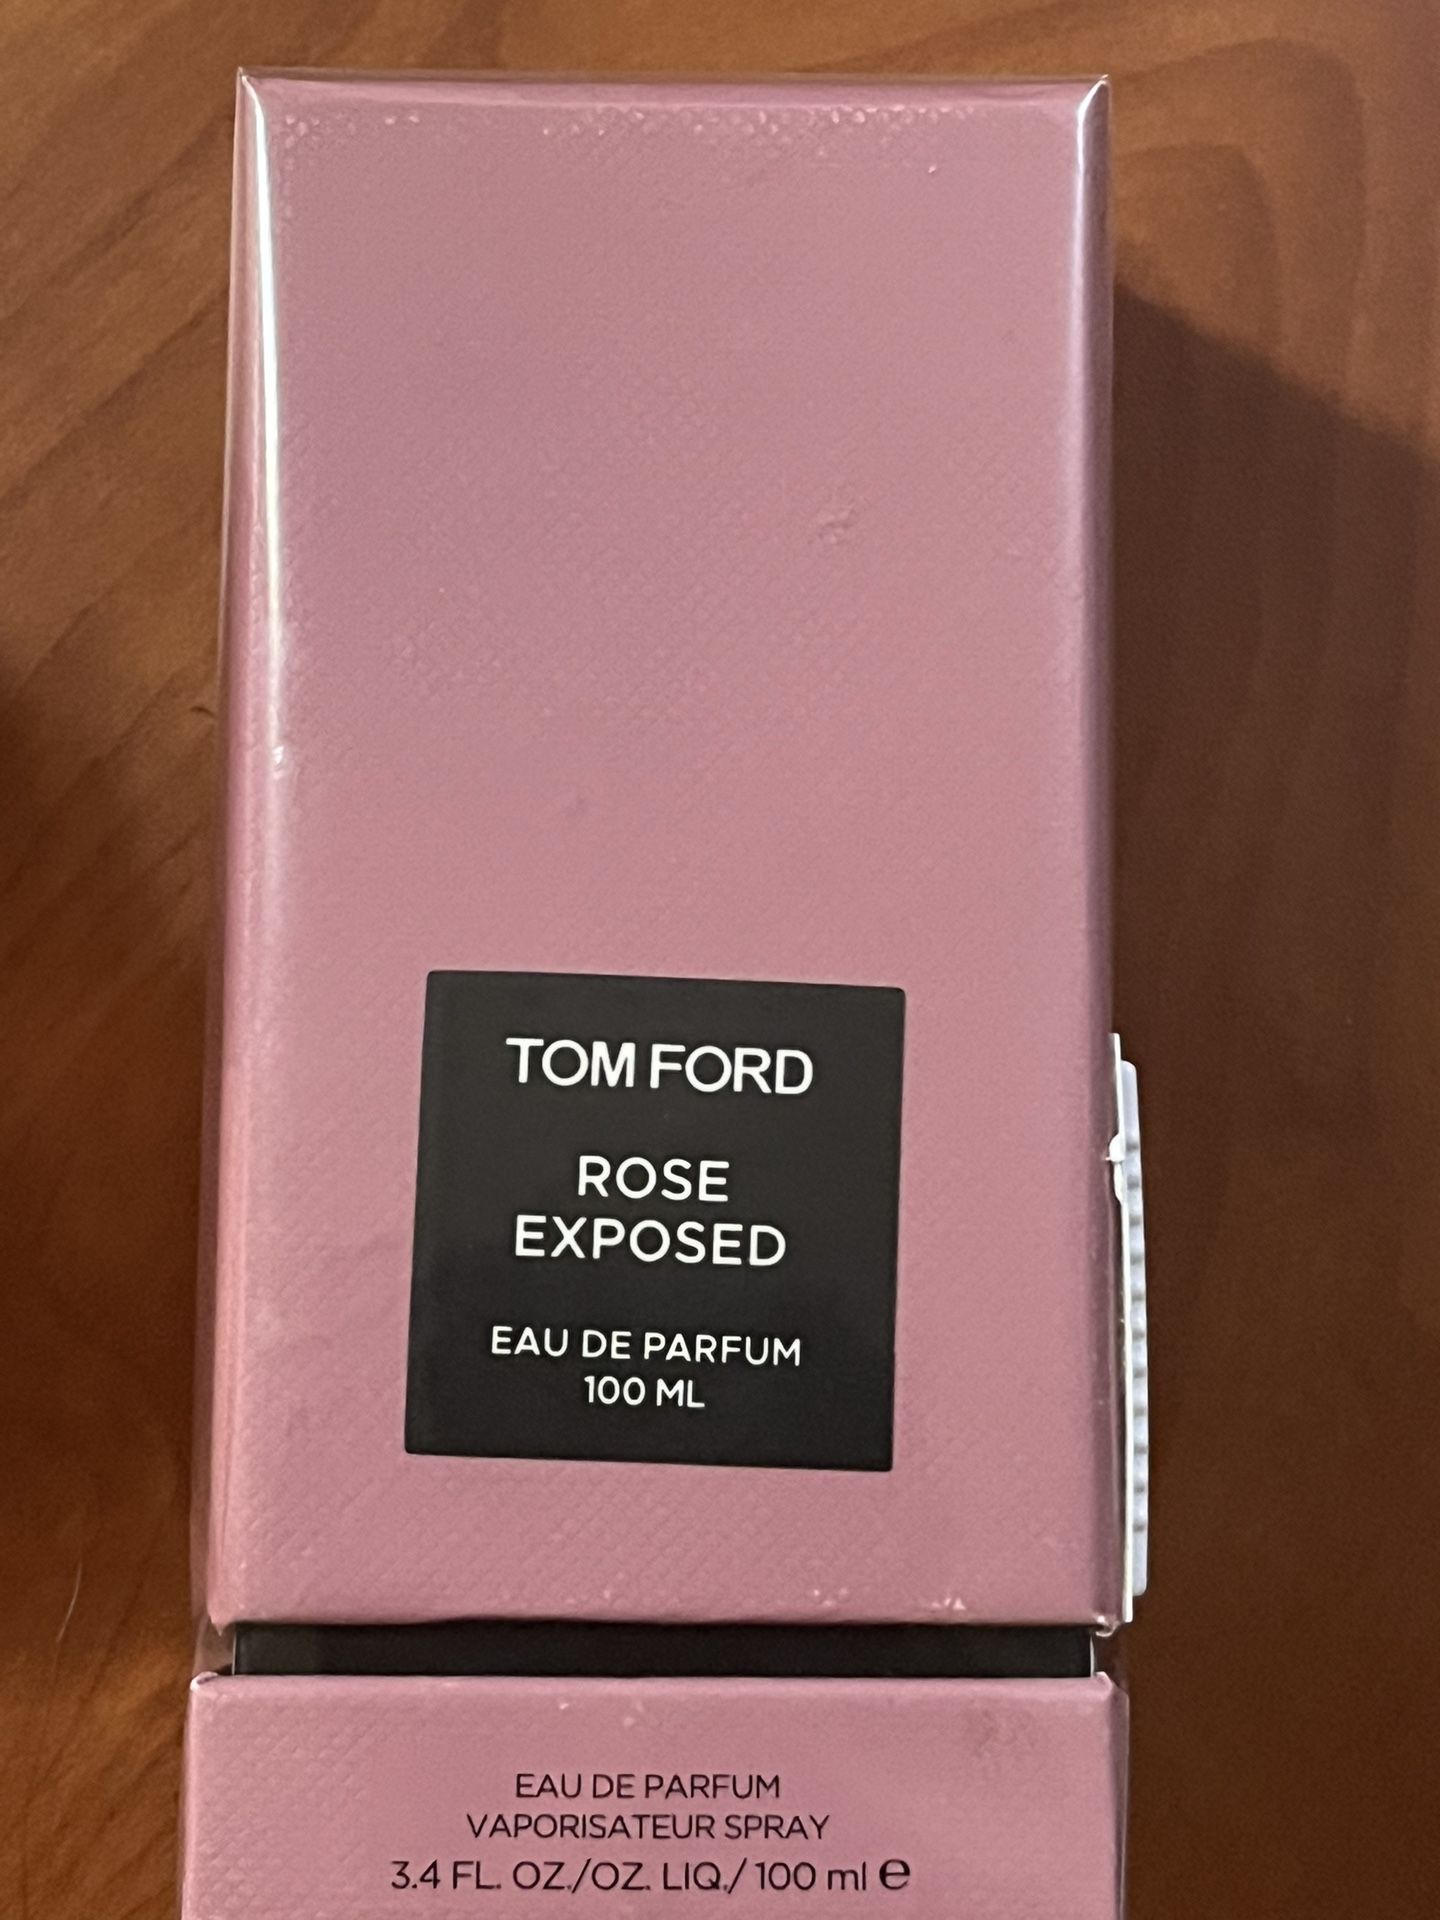 TOM FORD
ROSE
EXPOSED
EAU DE PARFUM
100 ML
EAU DE PARFUM
VAPORISATEUR SPRAY
3.4 FL. OZ./OZ. LIQ./ 100 ml ℮